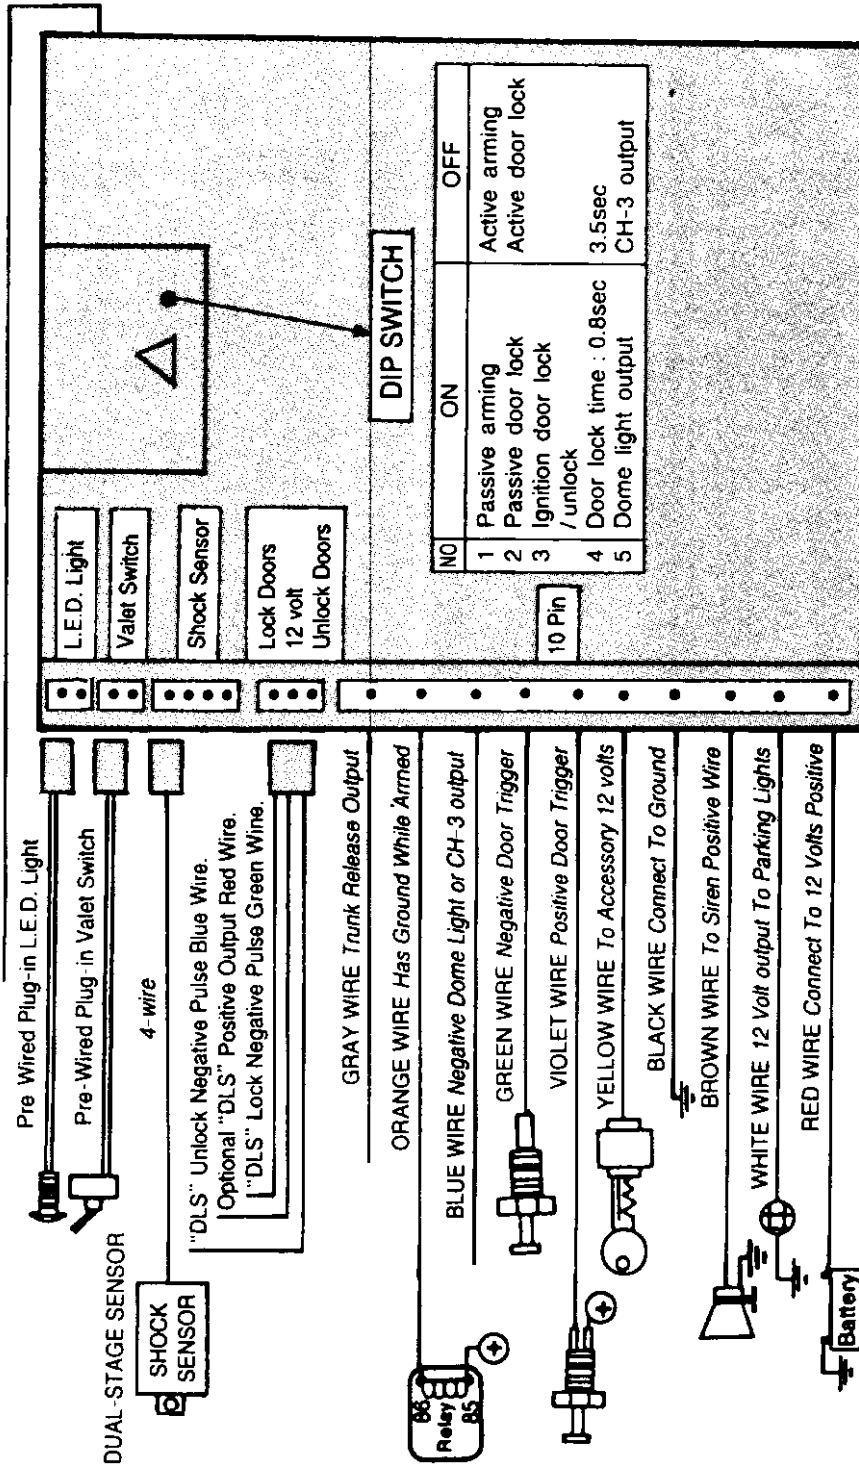 Pre Wired Plug-in L.E.D. Light
Pre-Wired Plug-in Valet Switch
DUAL-STAGE SENSOR
SHOCK
SENSOR
4-wire
"DLS" Unlock Negative Pulse Blue Wire.
Optional "DLS" Positive Output Red Wire.
"DLS" Lock Negative Pulse Green Wine.
GRAY WIRE Trunk Release Output
ORANGE WIRE Has Ground While Armed
86
Relay
85
BLUE WIRE Negative Dome Light or CH-3 output
GREEN WIRE Negative Door Trigger
VIOLET WIRE Positive Door Trigger
YELLOW WIRE To Accessory 12 volts
BLACK WIRE Connect To Ground
BROWN WIRE To Siren Positive Wire
WHITE WIRE 12 Volt output To Parking Lights
RED WIRE Connect To 12 Volts Positive
Battery
L.E.D. Light
Valet Switch
Shock Sensor
Lock Doors
12 volt
Unlock Doors
10 Pin
DIP SWITCH
NO ON OFF
1 Passive arming Active arming
2 Passive door lock Active door lock
3 Ignition door lock
/ unlock
4 Door lock time : 0.8sec 3.5sec
5 Dome light output CH-3 output